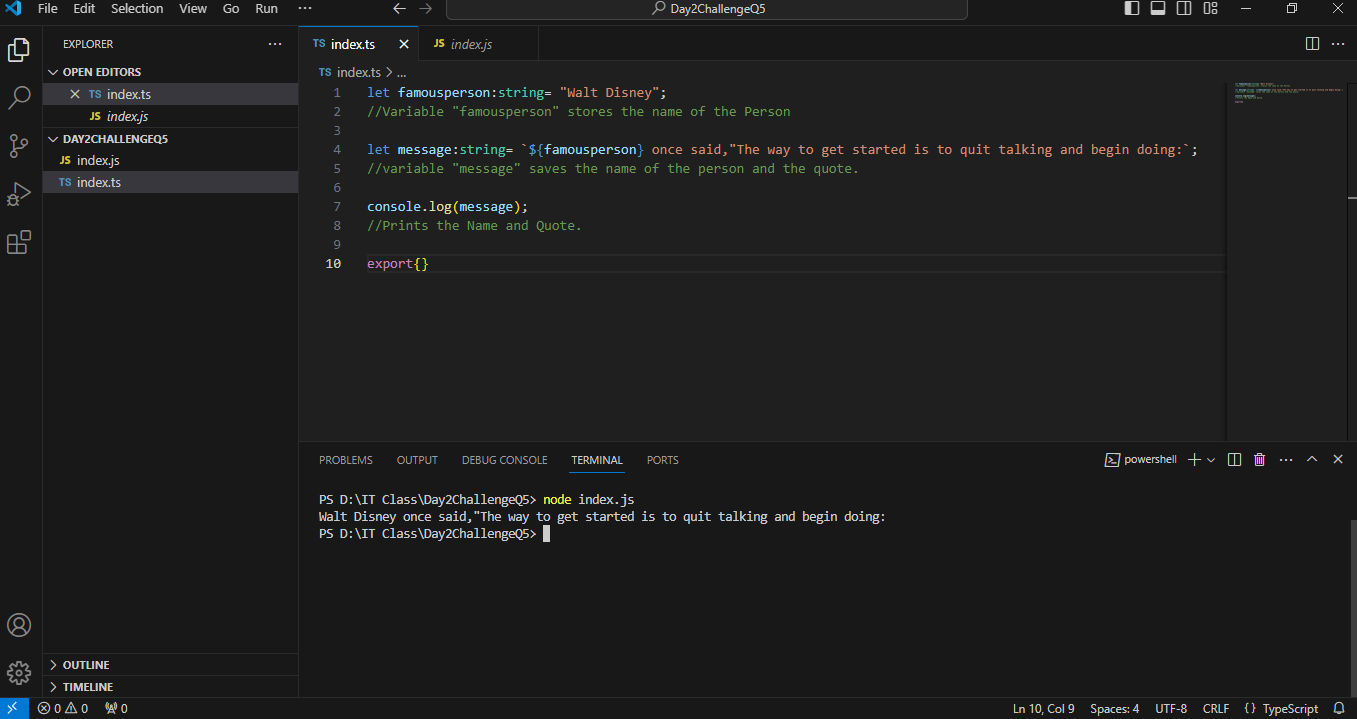 File Edit Selection View Go Run ··· ← → Day2ChallengeQ5
EXPLORER ···
OPEN EDITORS
× TS index.ts
JS index.js
DAY2CHALLENGEQ5
JS index.js
TS index.ts
OUTLINE
TIMELINE
TS index.ts × JS index.js ···
TS index.ts > ...
1 let famousperson:string= "Walt Disney";
2 //Variable "famousperson" stores the name of the Person
3
4 let message:string= `${famousperson} once said,"The way to get started is to quit talking and begin doing:`;
5 //variable "message" saves the name of the person and the quote.
6
7 console.log(message);
8 //Prints the Name and Quote.
9
10 export{}
PROBLEMS OUTPUT DEBUG CONSOLE TERMINAL PORTS powershell + ···
PS D:\IT Class\Day2ChallengeQ5> node index.js
Walt Disney once said,"The way to get started is to quit talking and begin doing:
PS D:\IT Class\Day2ChallengeQ5>
0 0 0 Ln 10, Col 9 Spaces: 4 UTF-8 CRLF {} TypeScript